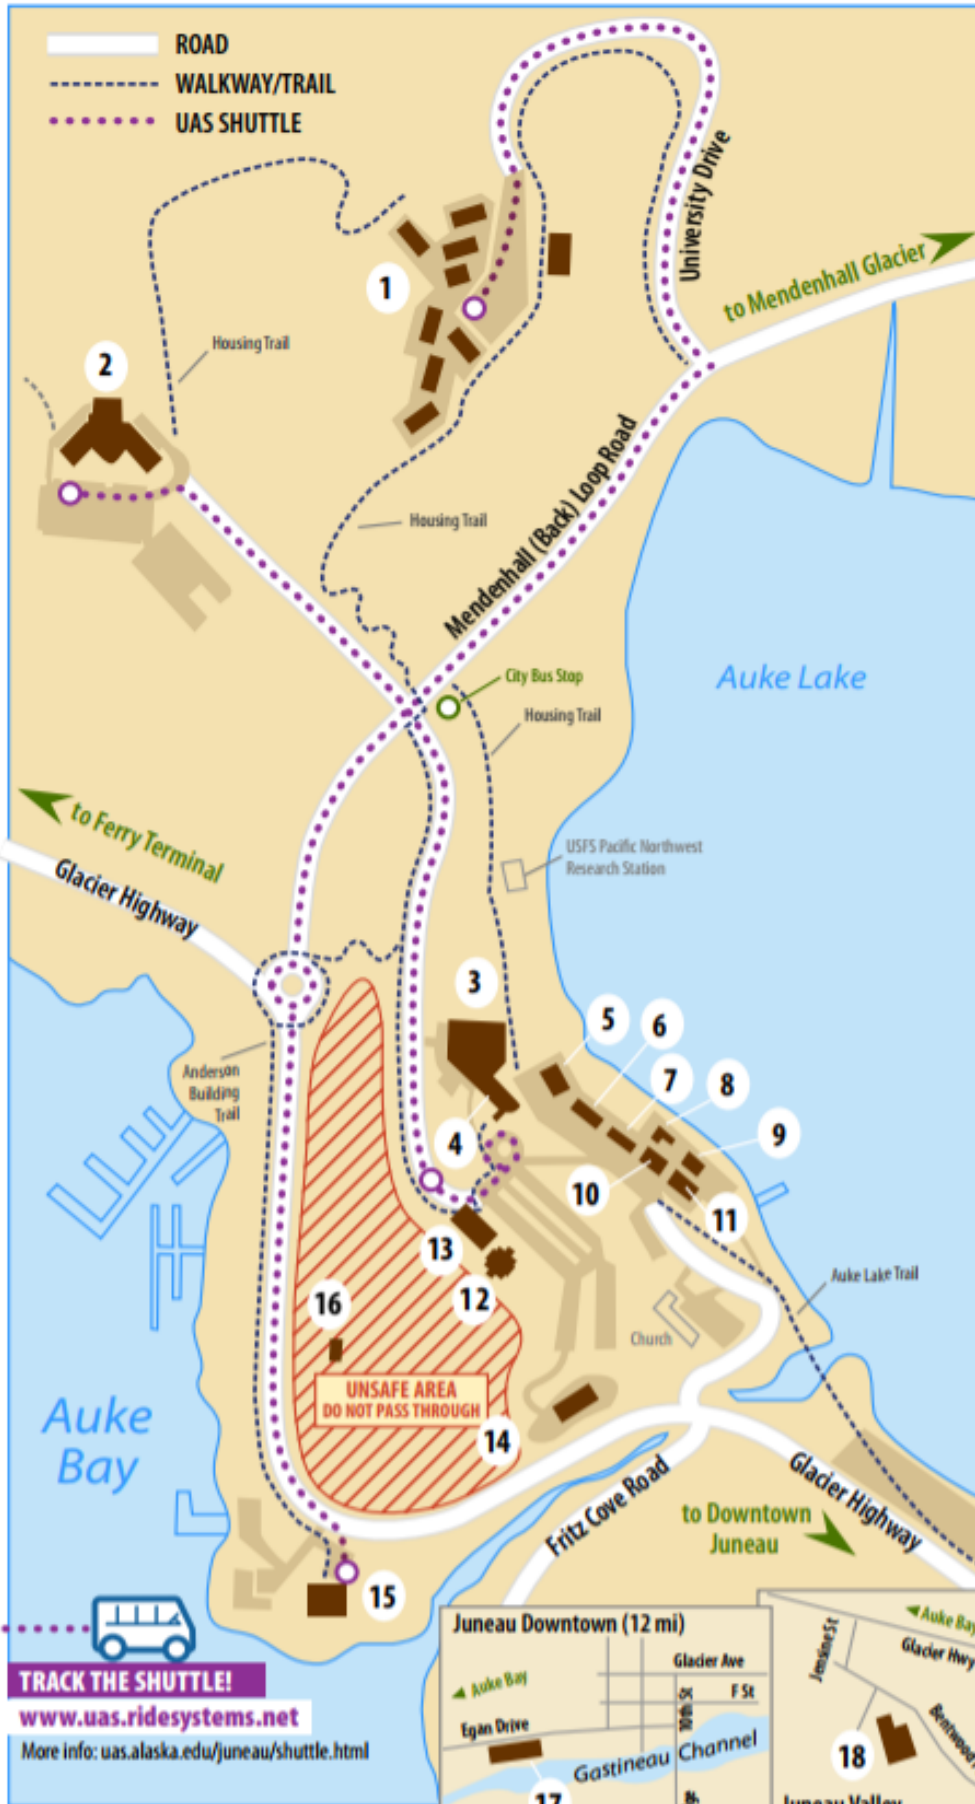 ROAD
WALKWAY/TRAIL
UAS SHUTTLE
University Drive
to Mendenhall Glacier
1
Housing Trail
2
Mendenhall (Back) Loop Road
Housing Trail
City Bus Stop
Auke Lake
Housing Trail
to Ferry Terminal
Glacier Highway
USFS Pacific Northwest
Research Station
3
5
6
7
8
Anderson
Building
Trail
4
9
10
11
13
12
Auke Lake Trail
16
Church
UNSAFE AREA
DO NOT PASS THROUGH
14
Auke
Bay
Glacier Highway
Fritz Cove Road
to Downtown
Juneau
15
TRACK THE SHUTTLE!
www.uas.ridesystems.net
More info: uas.alaska.edu/juneau/shuttle.html
Juneau Downtown (12 mi)
Glacier Ave
Auke Bay
F St
10th St
Egan Drive
Gastineau Channel
17
Auke Bay
Glacier Hwy
Jensine St
18
Juneau Valley